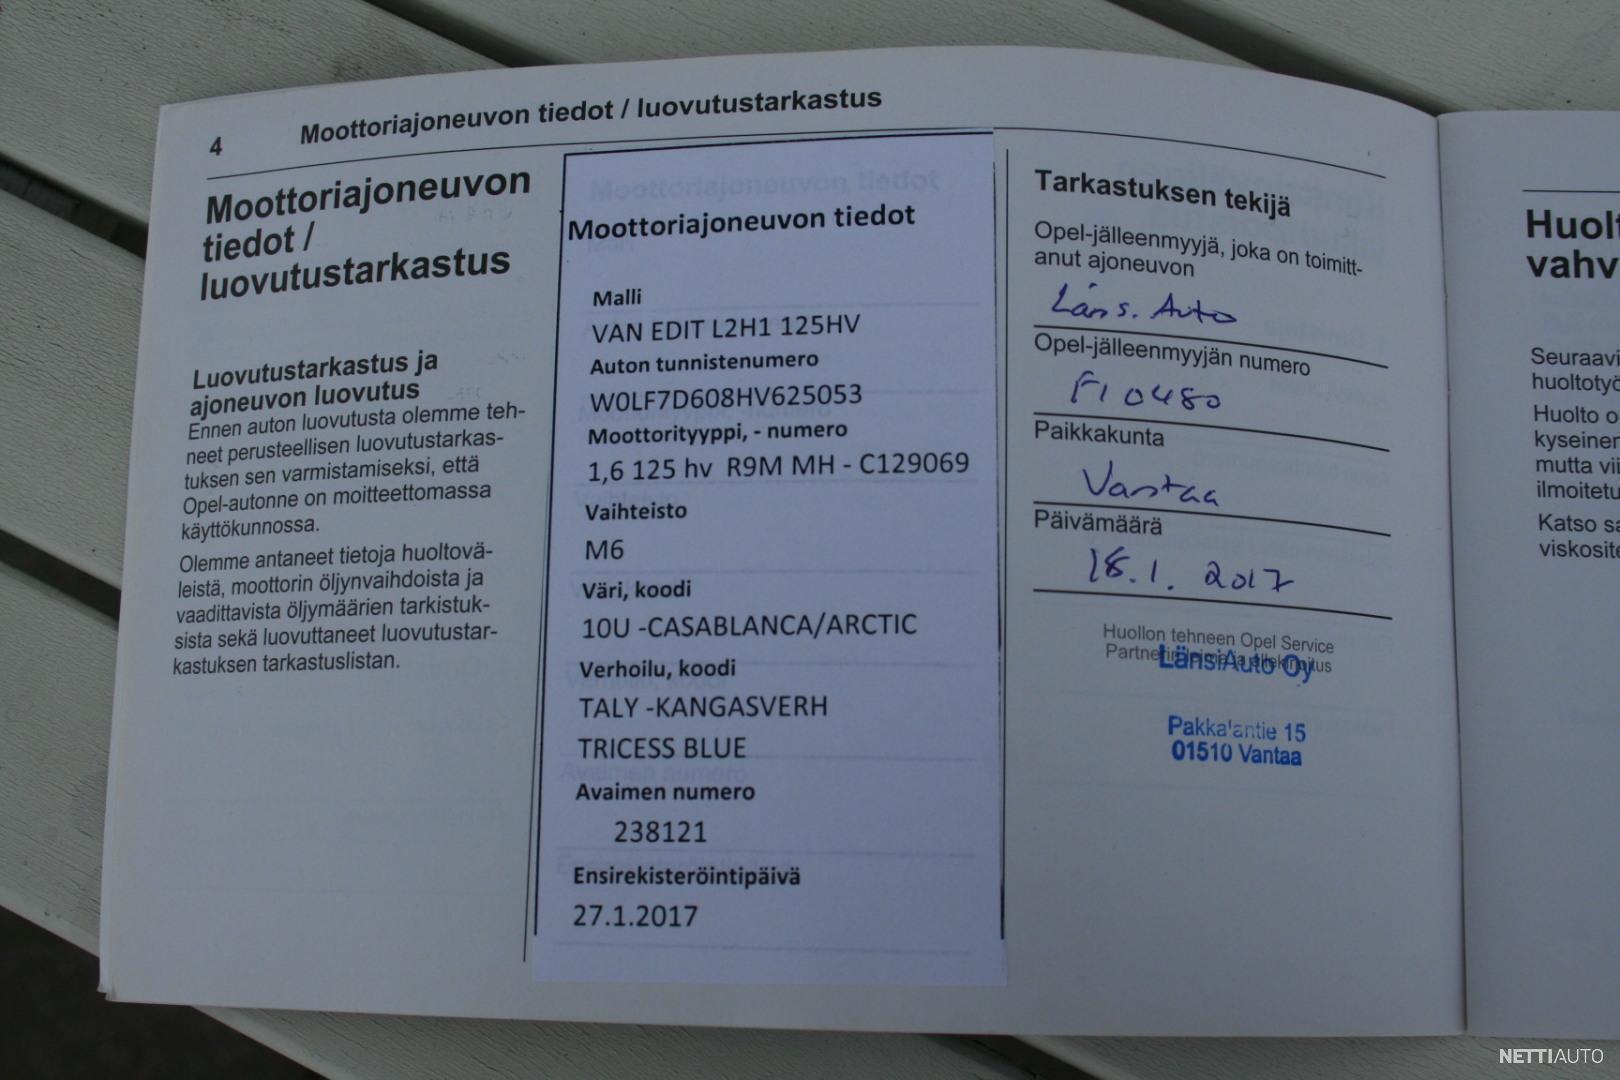 4
Moottoriajoneuvon tiedot / luovutustarkastus
Moottoriajoneuvon
tiedot /
luovutustarkastus
Luovutustarkastus ja
ajoneuvon luovutus
Ennen auton luovutusta olemme teh-
neet perusteellisen luovutustarkas-
tuksen sen varmistamiseksi, että
Opel-autonne on moitteettomassa
käyttökunnossa.
Olemme antaneet tietoja huoltovä-
leistä, moottorin öljynvaihdoista ja
vaadittavista öljymäärien tarkistuk-
sista sekä luovuttaneet luovutustar-
kastuksen tarkastuslistan.
Moottoriajoneuvon tiedot
Malli
VAN EDIT L2H1 125HV
Auton tunnistenumero
W0LF7D608HV625053
Moottorityyppi, - numero
1,6 125 hv R9M MH - C129069
Vaihteisto
M6
Väri, koodi
10U -CASABLANCA/ARCTIC
Verhoilu, koodi
TALY -KANGASVERH
TRICESS BLUE
Avaimen numero
238121
Ensirekisteröintipäivä
27.1.2017
Tarkastuksen tekijä
Opel-jälleenmyyjä, joka on toimitt-
anut ajoneuvon
Läns. Auto
Opel-jälleenmyyjän numero
FI0480
Paikkakunta
Vantaa
Päivämäärä
18.1.2017
Huollon tehneen Opel Service
Partnerin leima ja allekirjoitus
LänsiAuto Oy
Pakkalantie 15
01510 Vantaa
Huolt
vahv
Seuraavi
huoltotyö
Huolto o
kyseinen
mutta vii
ilmoitetu
Katso sa
viskosite
NETTIAUTO